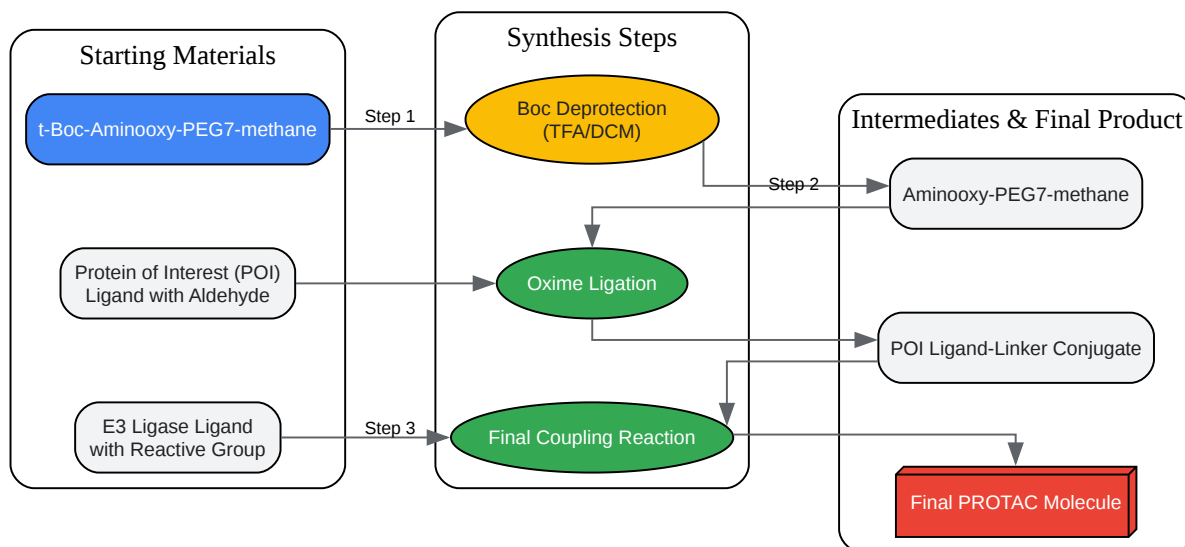 Starting Materials
t-Boc-Aminooxy-PEG7-methane
Protein of Interest (POI)
Ligand with Aldehyde
E3 Ligase Ligand
with Reactive Group
Step 1
Step 3
Synthesis Steps
Boc Deprotection
(TFA/DCM)
Oxime Ligation
Final Coupling Reaction
Step 2
Intermediates & Final Product
Aminooxy-PEG7-methane
POI Ligand-Linker Conjugate
Final PROTAC Molecule